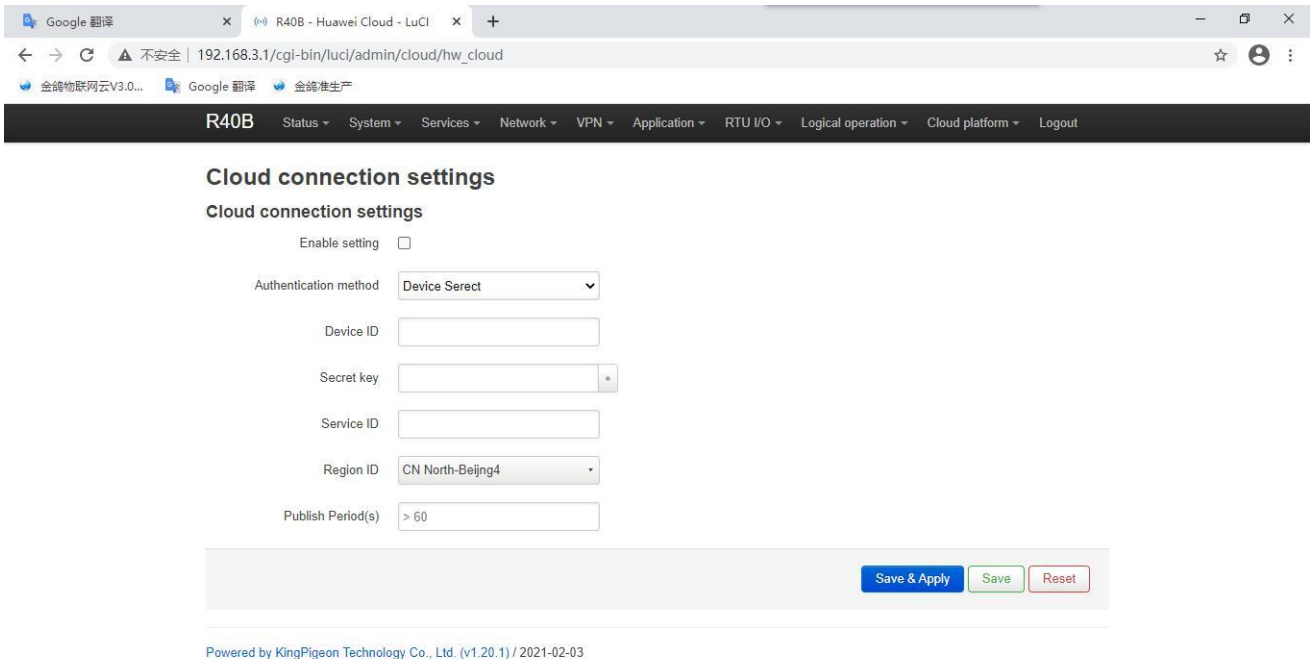 Google 翻译 R40B - Huawei Cloud - LuCI
不安全 192.168.3.1/cgi-bin/luci/admin/cloud/hw_cloud
金鸽物联网云V3.0... Google 翻译 金鸽准生产
R40B Status System Services Network VPN Application RTU I/O Logical operation Cloud platform Logout
Cloud connection settings
Cloud connection settings
Enable setting
Authentication method Device Serect
Device ID
Secret key *
Service ID
Region ID CN North-Beijng4
Publish Period(s) > 60
Save & Apply Save Reset
Powered by KingPigeon Technology Co., Ltd. (v1.20.1) / 2021-02-03